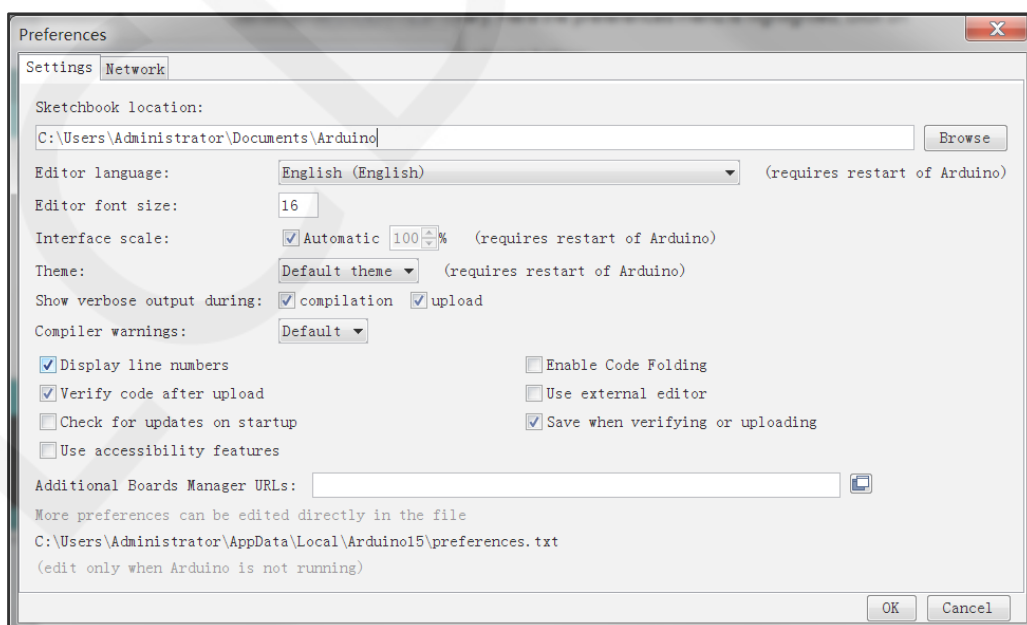 Preferences
Settings Network
Sketchbook location:
C:\Users\Administrator\Documents\Arduino Browse
Editor language: English (English) (requires restart of Arduino)
Editor font size: 16
Interface scale: Automatic 100 % (requires restart of Arduino)
Theme: Default theme (requires restart of Arduino)
Show verbose output during: compilation upload
Compiler warnings: Default
Display line numbers Enable Code Folding
Verify code after upload Use external editor
Check for updates on startup Save when verifying or uploading
Use accessibility features
Additional Boards Manager URLs:
More preferences can be edited directly in the file
C:\Users\Administrator\AppData\Local\Arduino15\preferences.txt
(edit only when Arduino is not running)
OK Cancel